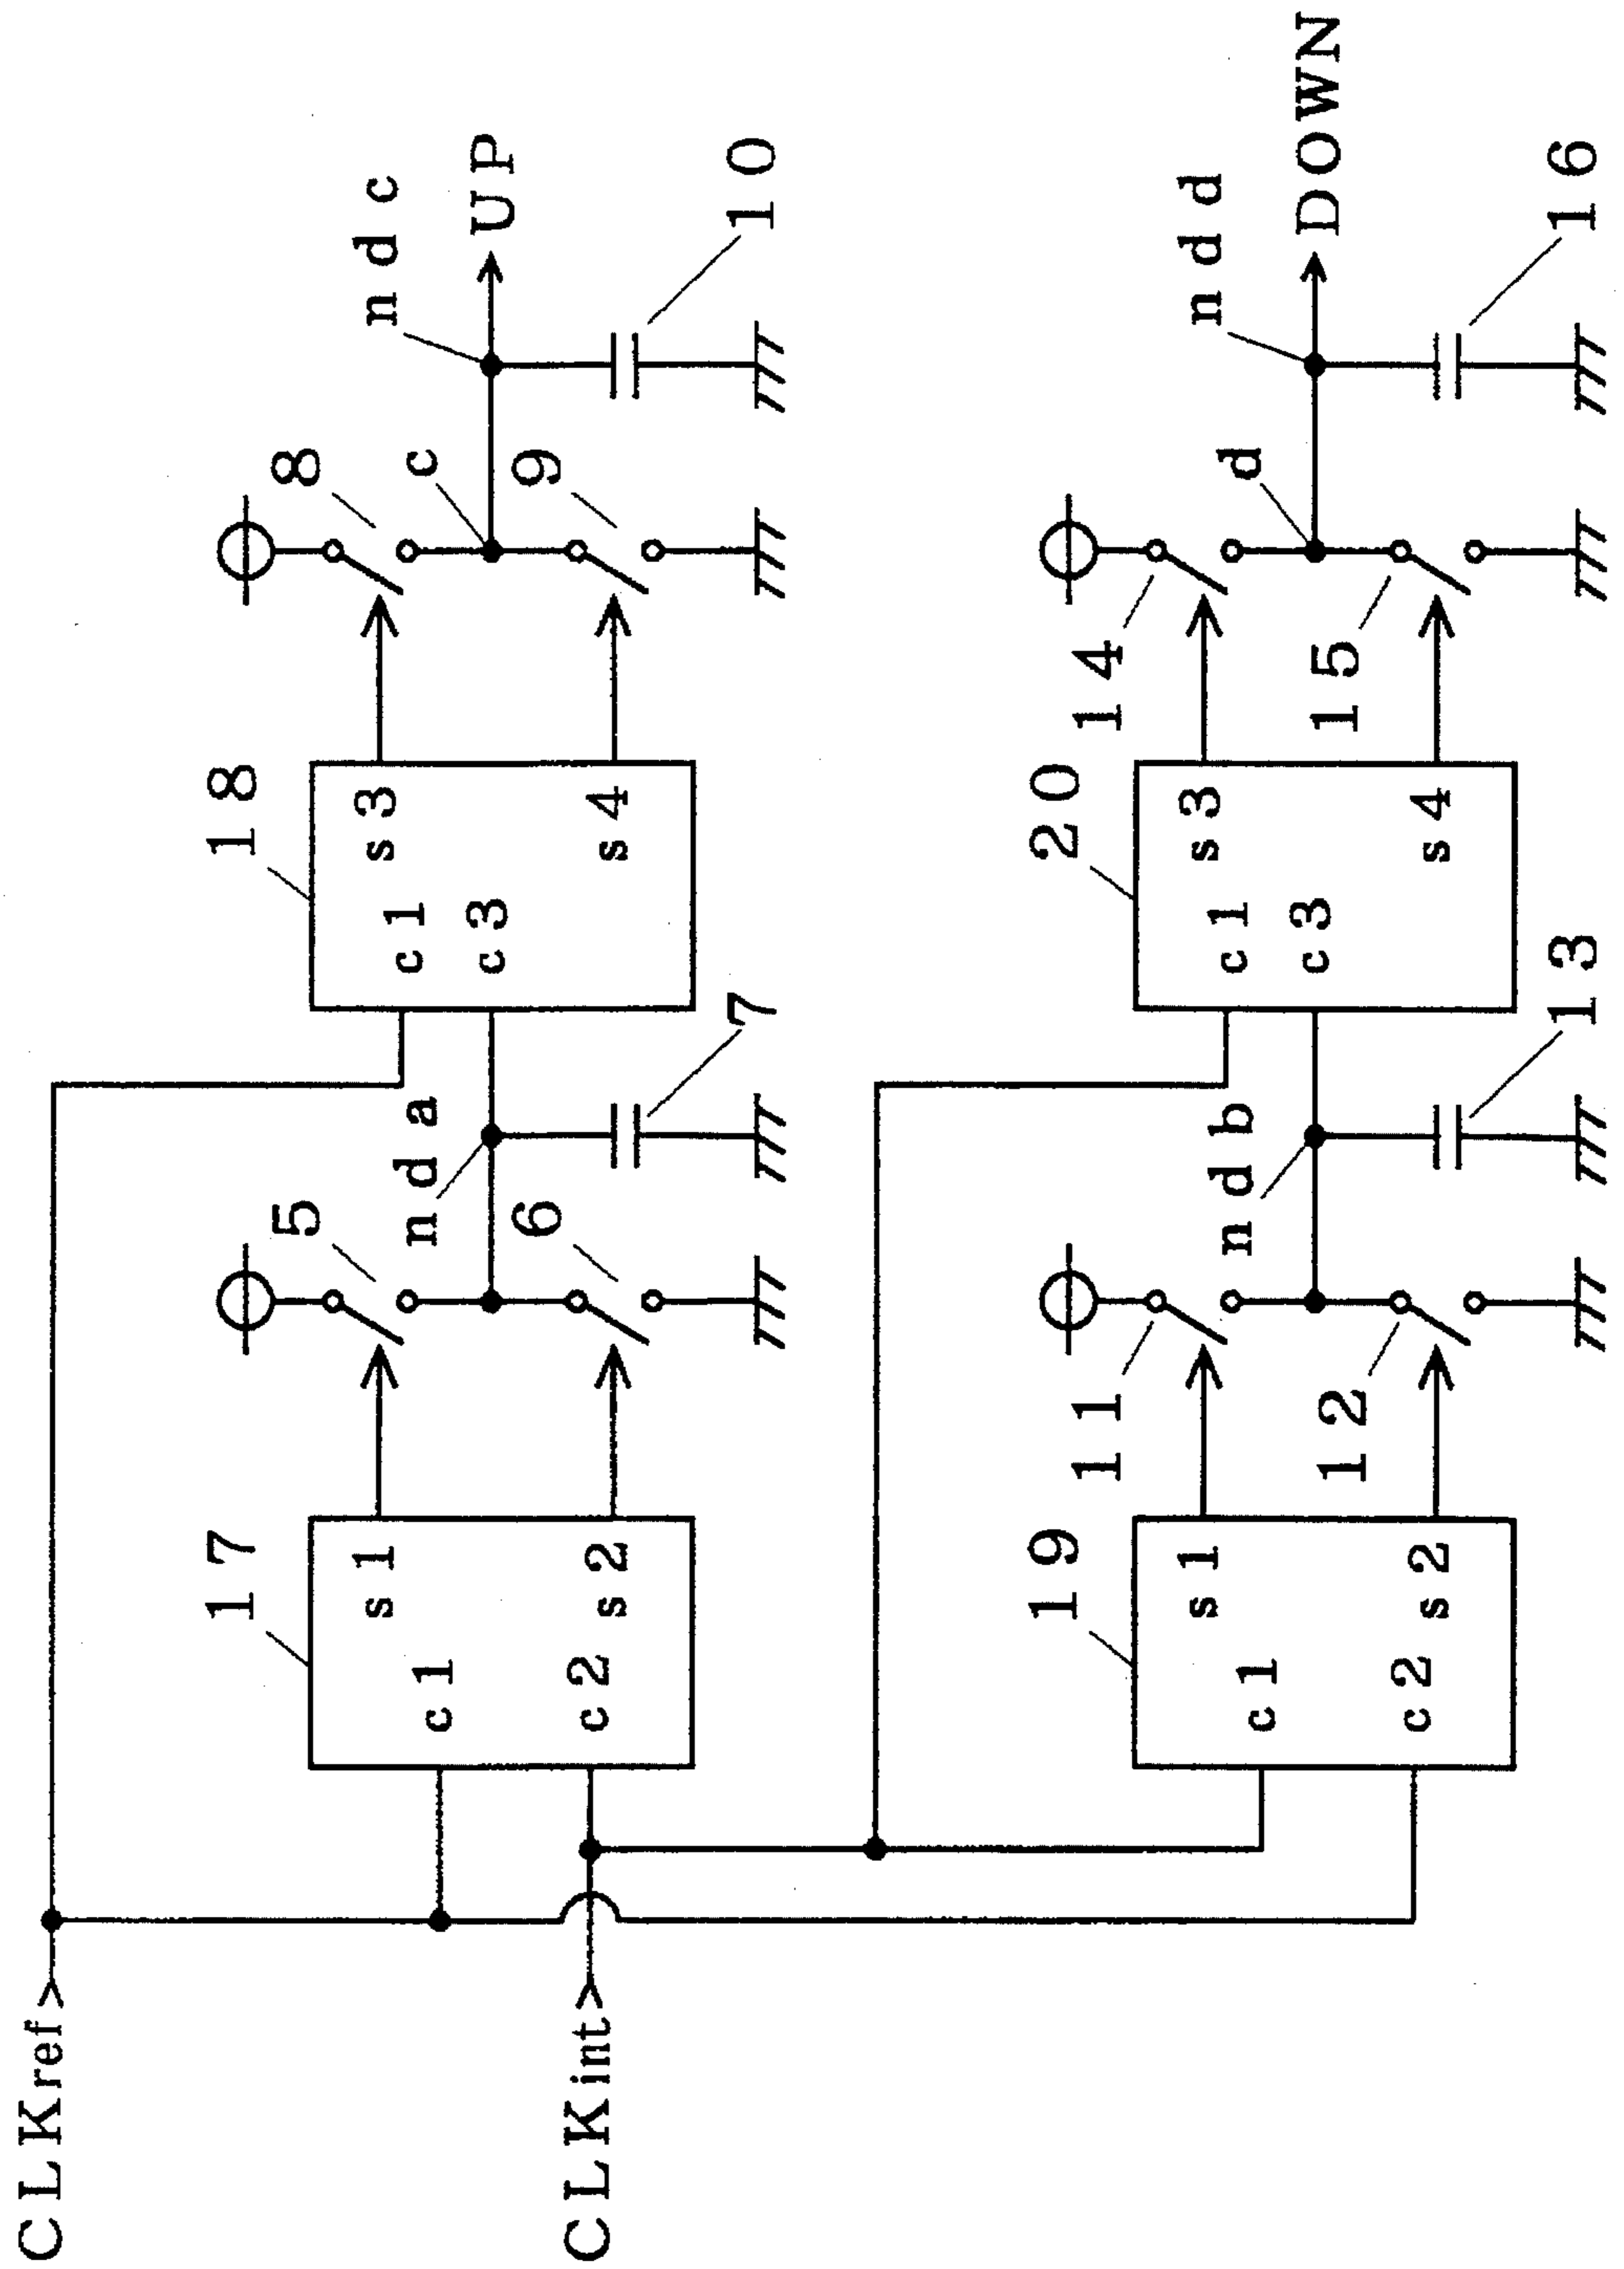 CLKref
CLKint
17
c1
c2
s1
s2
5
6
nda
7
18
c1
c3
s3
s4
8
c
9
ndc
UP
10
19
c1
c2
s1
s2
11
12
ndb
13
20
c1
c3
s3
s4
14
d
15
ndd
DOWN
16